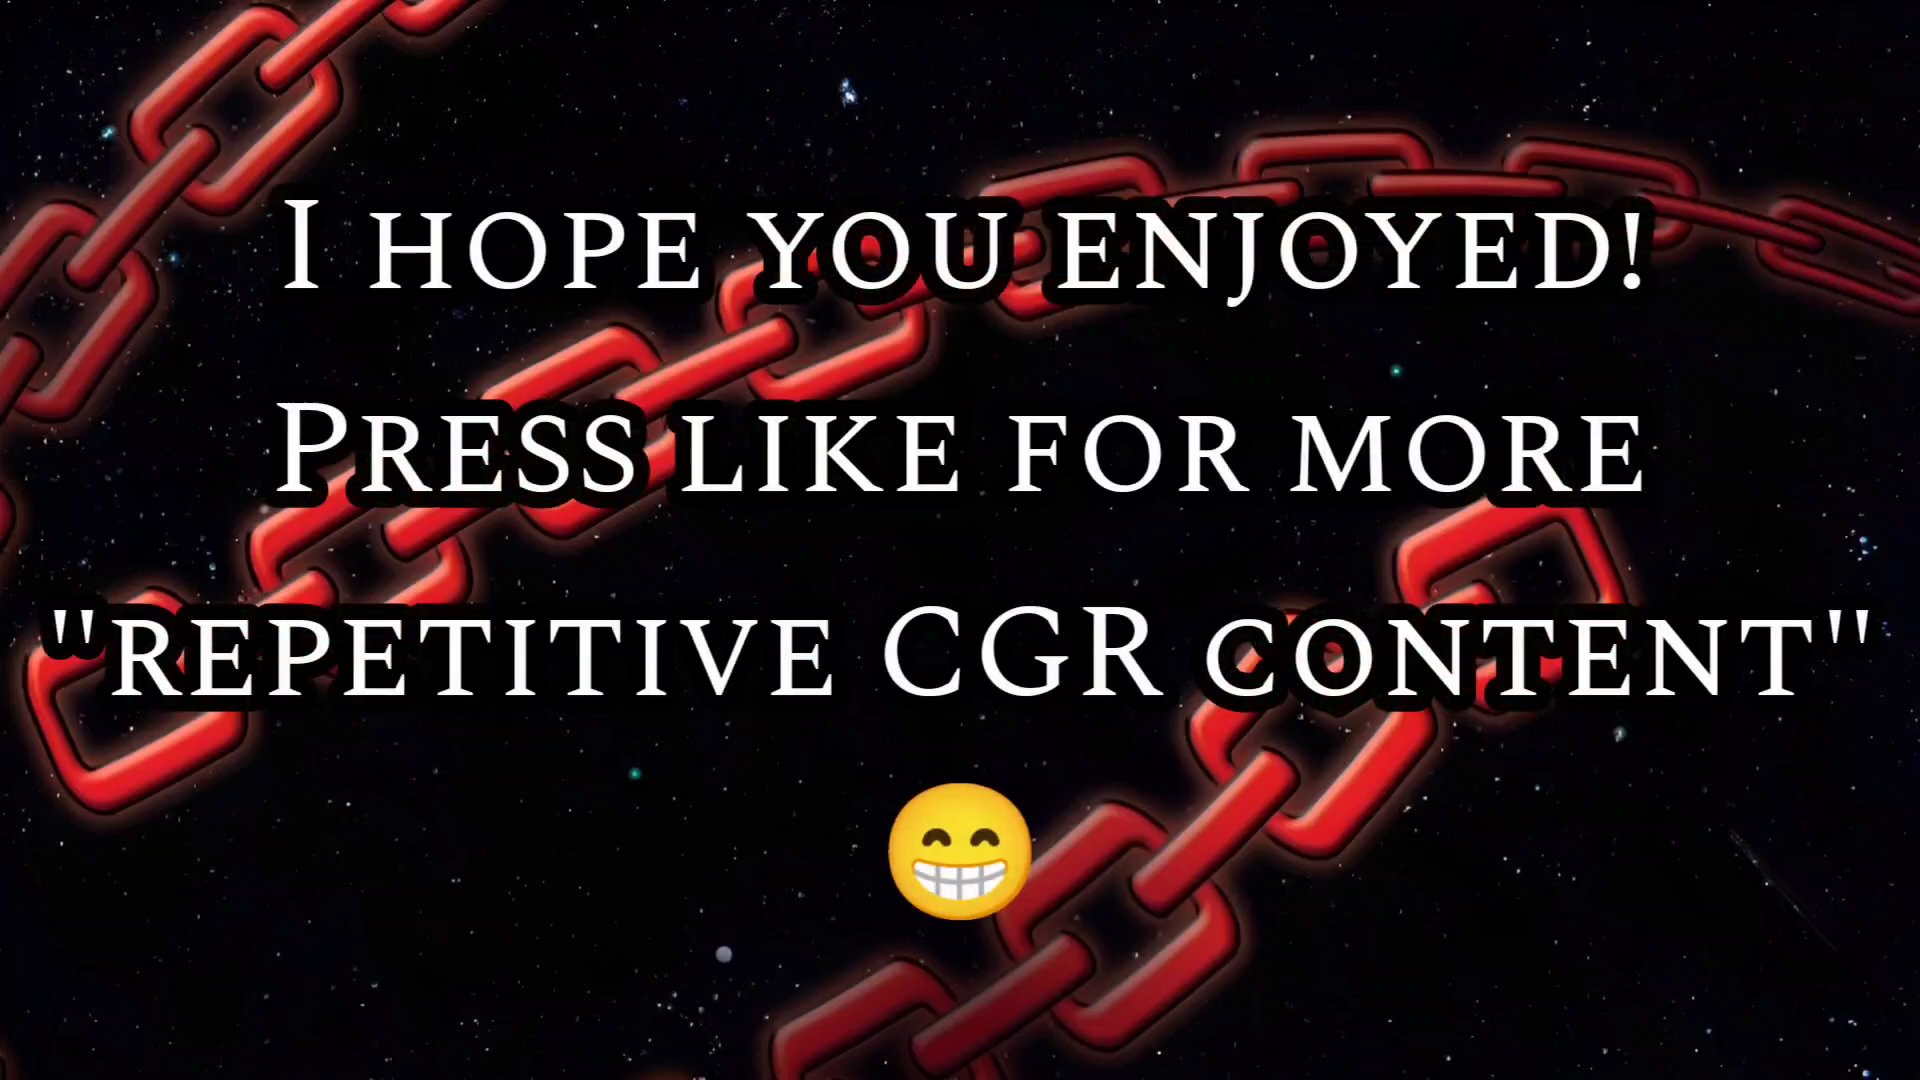 I HOPE YOU ENJOYED!
PRESS LIKE FOR MORE
"REPETITIVE CGR CONTENT"
😁